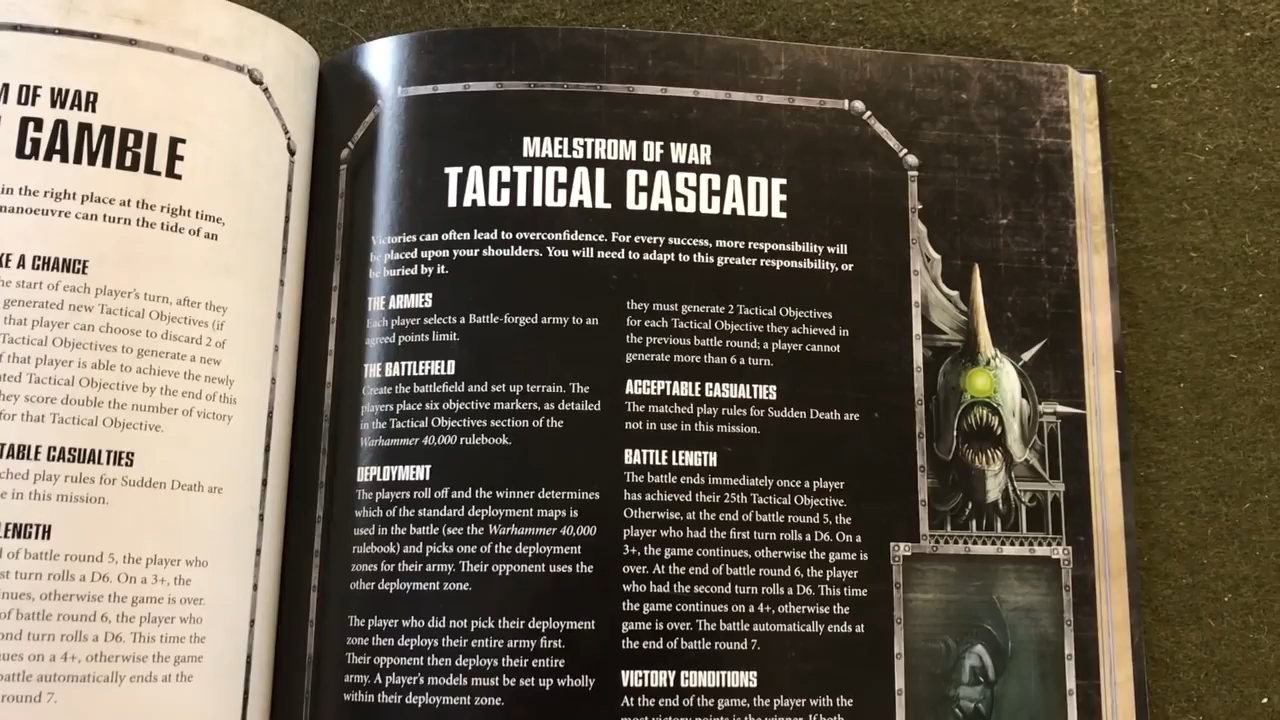 M OF WAR
GAMBLE
in the right place at the right time,
manoeuvre can turn the tide of an
KE A CHANCE
he start of each player's turn, after they
generated new Tactical Objectives (if
that player can choose to discard 2 of
Tactical Objectives to generate a new
f that player is able to achieve the newly
ated Tactical Objective by the end of this
hey score double the number of victory
for that Tactical Objective.
TABLE CASUALTIES
ched play rules for Sudden Death are
e in this mission.
LENGTH
l of battle round 5, the player who
st turn rolls a D6. On a 3+, the
nues, otherwise the game is over.
of battle round 6, the player who
ond turn rolls a D6. This time the
ues on a 4+, otherwise the game
battle automatically ends at the
round 7.
MAELSTROM OF WAR
TACTICAL CASCADE
Victories can often lead to overconfidence. For every success, more responsibility will
be placed upon your shoulders. You will need to adapt to this greater responsibility, or
be buried by it.
THE ARMIES
Each player selects a Battle-forged army to an
agreed points limit.
THE BATTLEFIELD
Create the battlefield and set up terrain. The
players place six objective markers, as detailed
in the Tactical Objectives section of the
Warhammer 40,000 rulebook.
DEPLOYMENT
The players roll off and the winner determines
which of the standard deployment maps is
used in the battle (see the Warhammer 40,000
rulebook) and picks one of the deployment
zones for their army. Their opponent uses the
other deployment zone.
The player who did not pick their deployment
zone then deploys their entire army first.
Their opponent then deploys their entire
army. A player's models must be set up wholly
within their deployment zone.
they must generate 2 Tactical Objectives
for each Tactical Objective they achieved in
the previous battle round; a player cannot
generate more than 6 a turn.
ACCEPTABLE CASUALTIES
The matched play rules for Sudden Death are
not in use in this mission.
BATTLE LENGTH
The battle ends immediately once a player
has achieved their 25th Tactical Objective.
Otherwise, at the end of battle round 5, the
player who had the first turn rolls a D6. On a
3+, the game continues, otherwise the game is
over. At the end of battle round 6, the player
who had the second turn rolls a D6. This time
the game continues on a 4+, otherwise the
game is over. The battle automatically ends at
the end of battle round 7.
VICTORY CONDITIONS
At the end of the game, the player with the
most victory points is the winner. If both